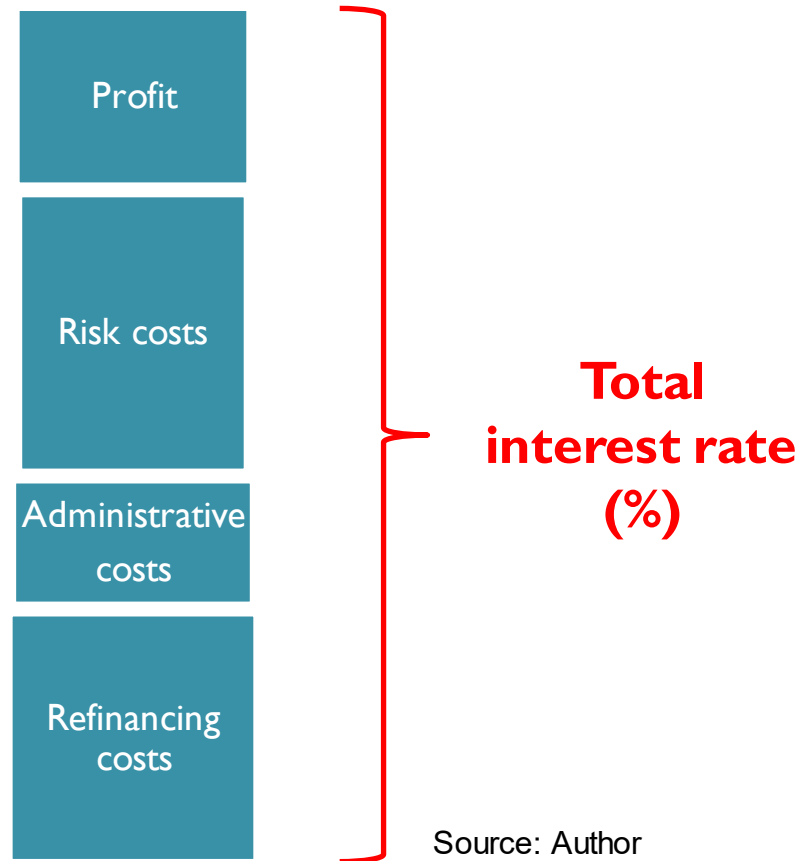 Profit
Risk costs
Administrative
costs
Refinancing
costs
Total
interest rate
(%)
Source: Author